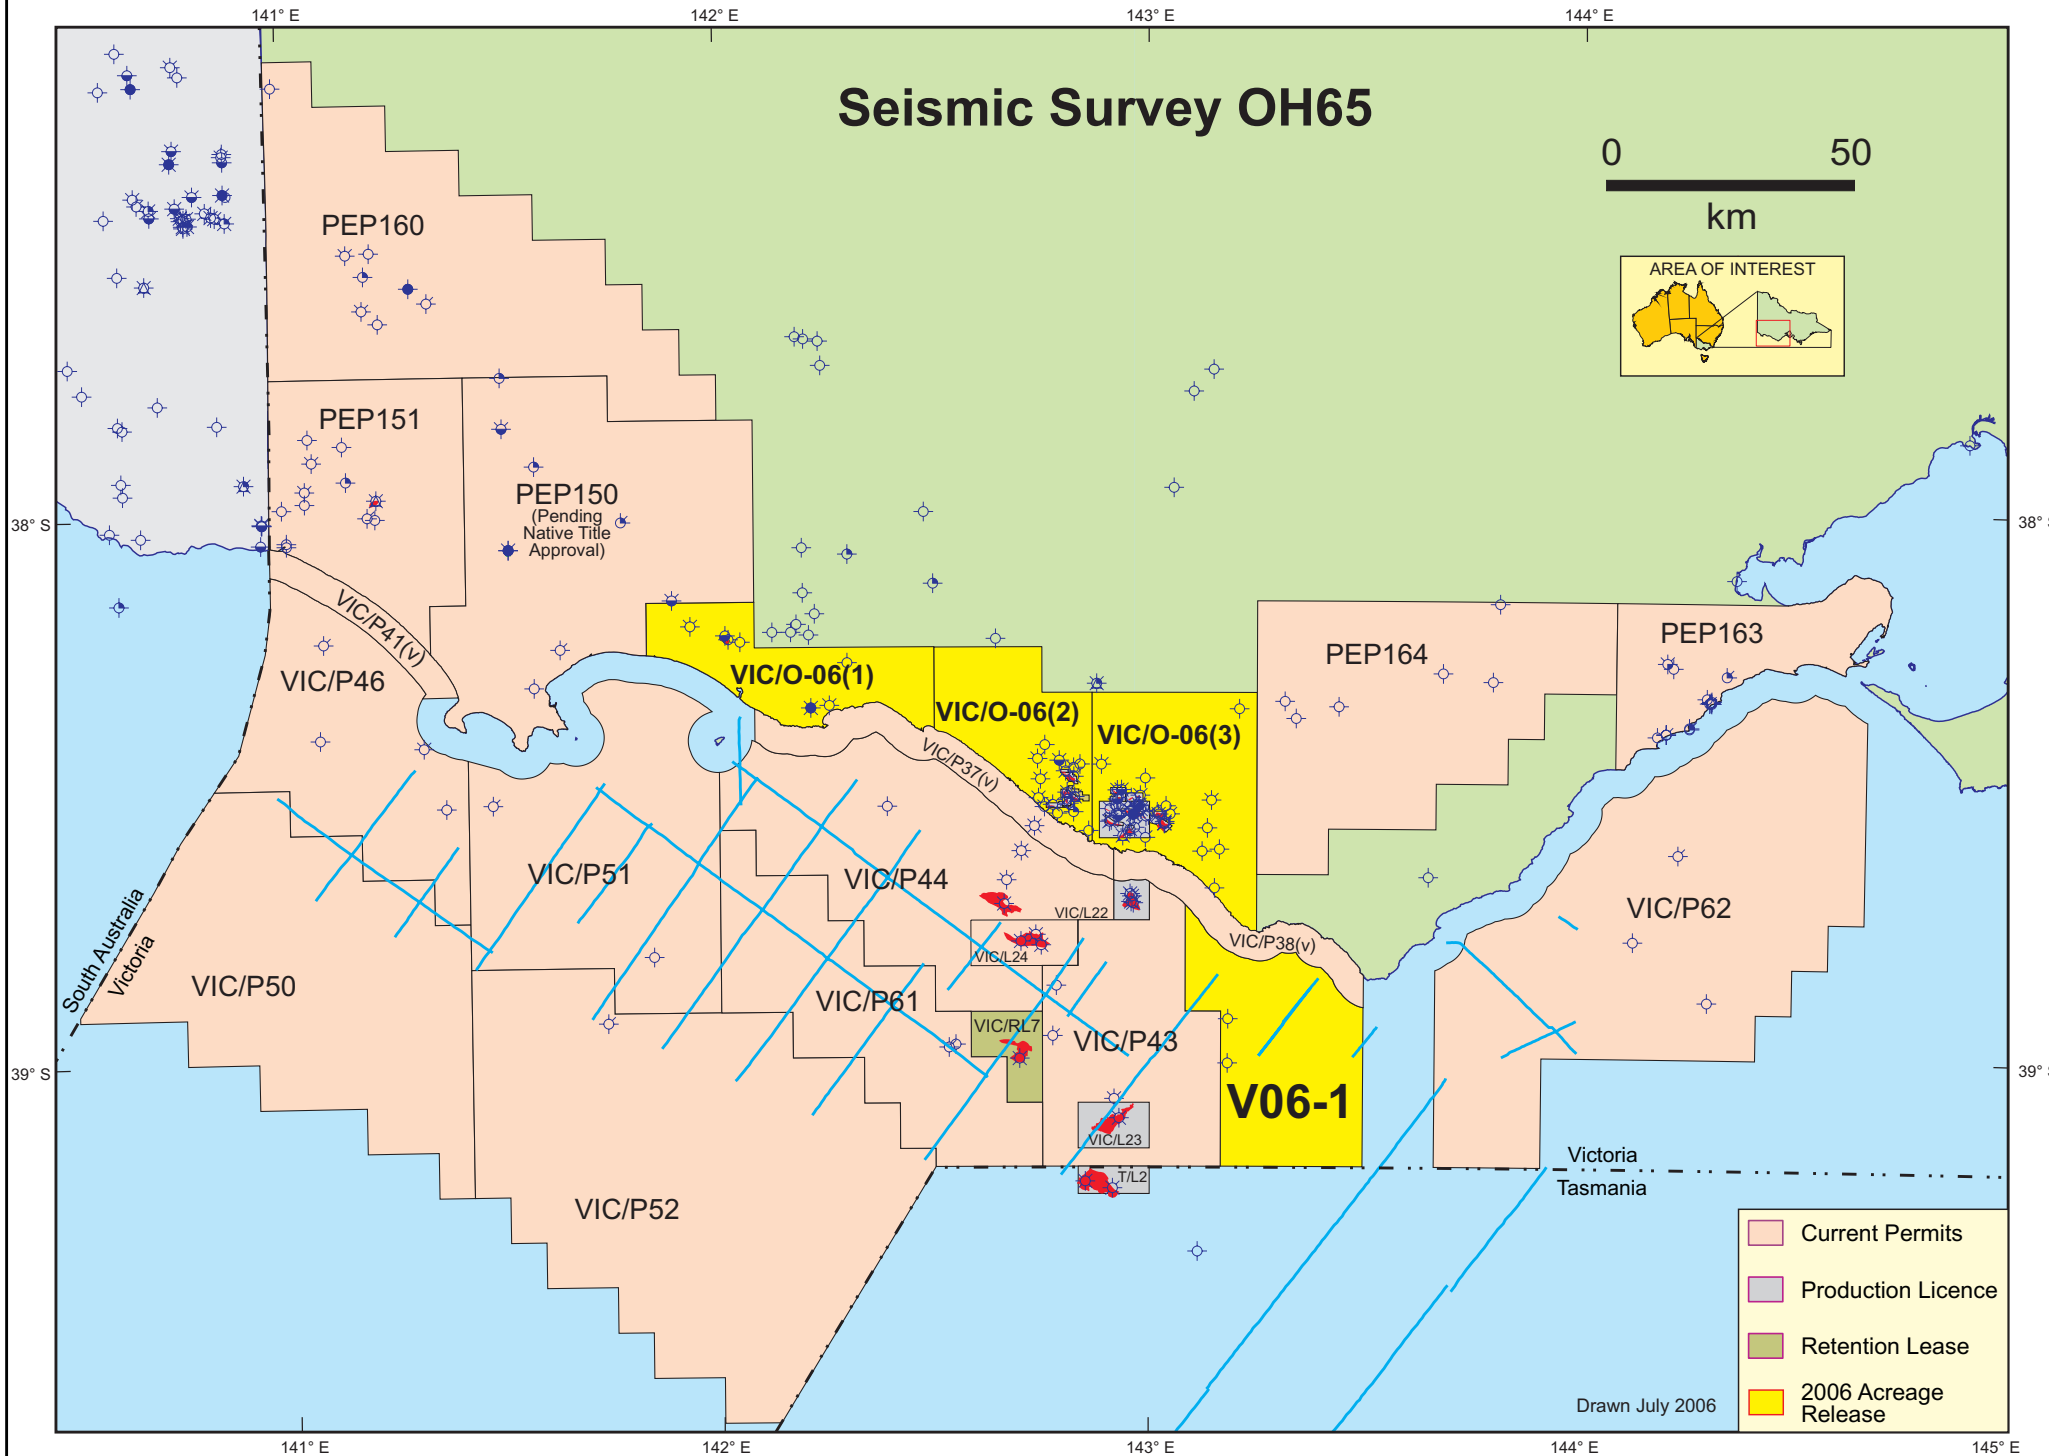 141° E
142° E
143° E
144° E
Seismic Survey OH65
0
50
km
AREA OF INTEREST
PEP160
PEP151
PEP150
(Pending
Native Title
Approval)
38° S
38° S
VIC/P41(v)
VIC/P46
VIC/O-06(1)
VIC/O-06(2)
VIC/O-06(3)
PEP164
PEP163
VIC/P37(v)
VIC/P51
VIC/P44
VIC/L22
VIC/P62
VIC/P38(v)
VIC/L24
South Australia
Victoria
VIC/P50
VIC/P61
VIC/RL7
VIC/P43
39° S
39° S
V06-1
VIC/L23
T/L2
Victoria
Tasmania
VIC/P52
Current Permits
Production Licence
Retention Lease
2006 Acreage
Release
Drawn July 2006
141° E
142° E
143° E
144° E
145° E